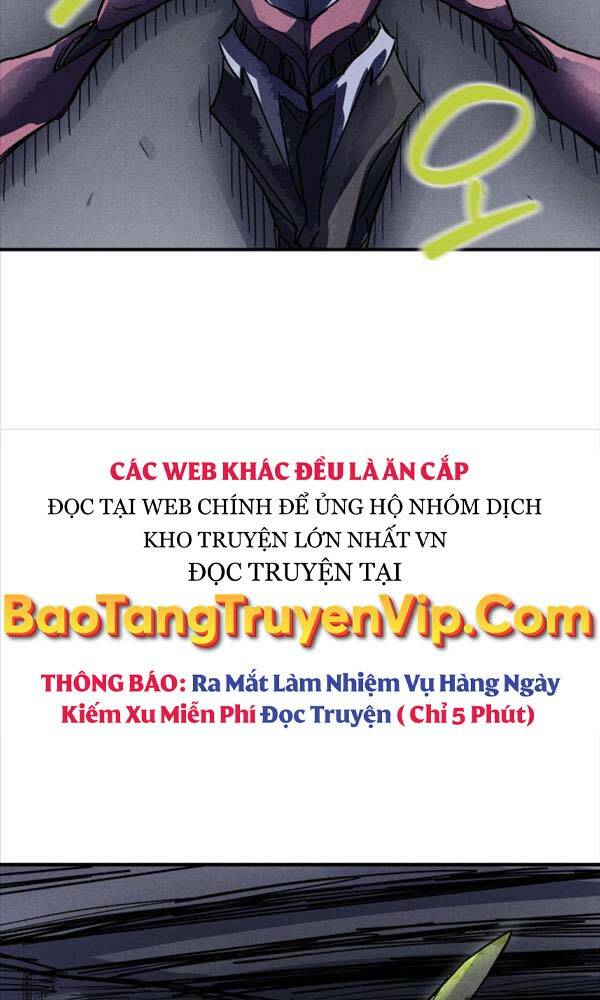 오
CÁC WEB KHÁC ĐỀU LÀ ĂN CẮP
ĐỌC TẠI WEB CHÍNH ĐỂ ỦNG HỘ NHÓM DỊCH
KHO TRUYỆN LỚN NHẤT VN
ĐỌC TRUYỆN TẠI
BaoTangTruyenVip.Com
THÔNG BÁO: Ra Mắt Làm Nhiệm Vụ Hàng Ngày
Kiếm Xu Miễn Phí Đọc Truyện ( Chỉ 5 Phút)